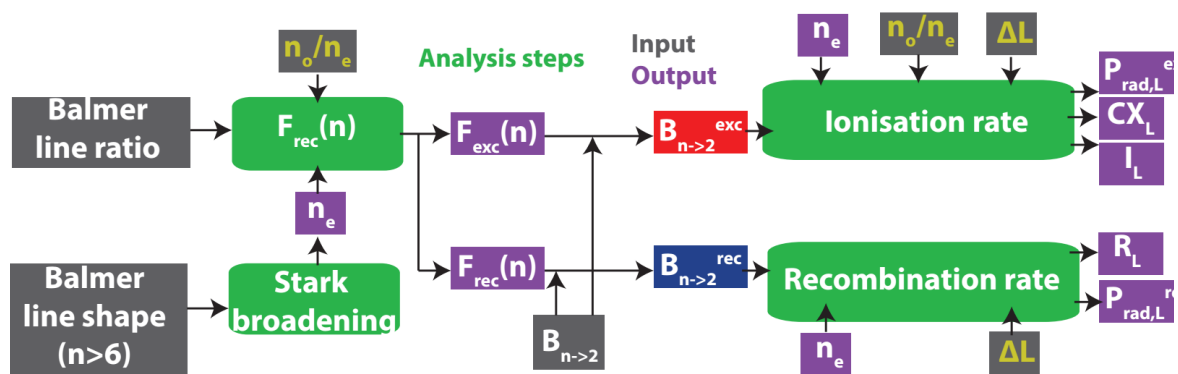 n_o/n_e
Analysis steps
Input
Output
n_e
n_o/n_e
ΔL
Balmer
line ratio
F_rec(n)
F_exc(n)
B_n->2^exc
Ionisation rate
P_rad,L^e
CX_L
I_L
n_e
Balmer
line shape
(n>6)
Stark
broadening
F_rec(n)
B_n->2
B_n->2^rec
Recombination rate
R_L
P_rad,L^r
n_e
ΔL